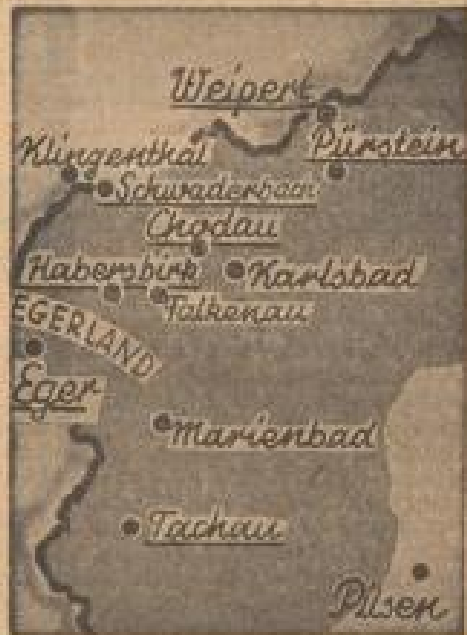 Weipert
Klingenthal
Pürstein
Schwaderbach
Chodau
Habersbirk
Karlsbad
Falkenau
EGERLAND
Eger
Marienbad
Tachau
Pilsen